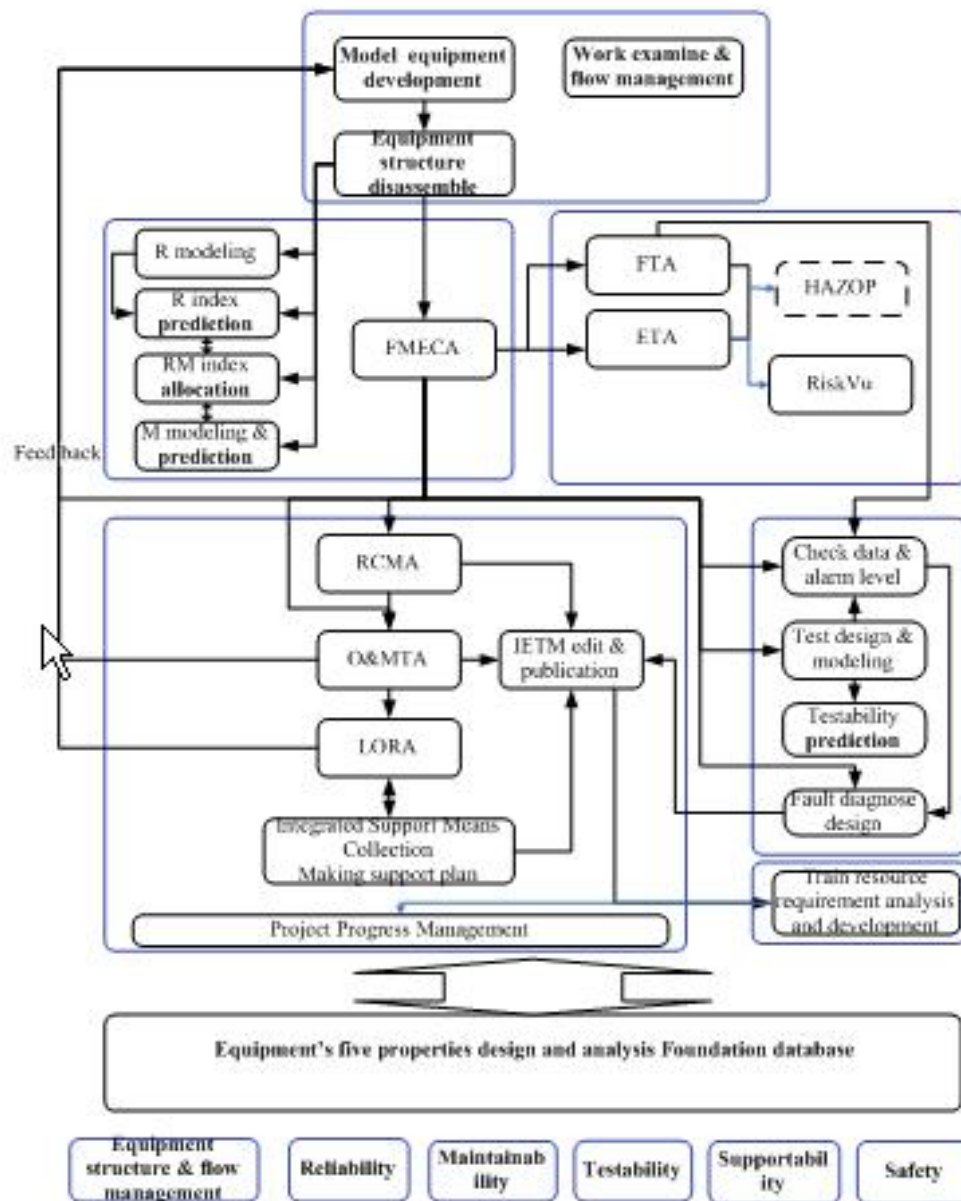 Model equipment
development
Work examine &
flow management
Equipment
structure
disassemble
R modeling
R index
prediction
RM index
allocation
M modeling &
prediction
FMECA
FTA
ETA
HAZOP
RiskVu
Feedback
RCMA
O&MTA
LORA
IETM edit &
publication
Integrated Support Means
Collection
Making support plan
Project Progress Management
Check data &
alarm level
Test design &
modeling
Testability
prediction
Fault diagnose
design
Train resource
requirement analysis
and development
Equipment's five properties design and analysis Foundation database
Equipment
structure & flow
management
Reliability
Maintainab
ility
Testability
Supportabil
ity
Safety